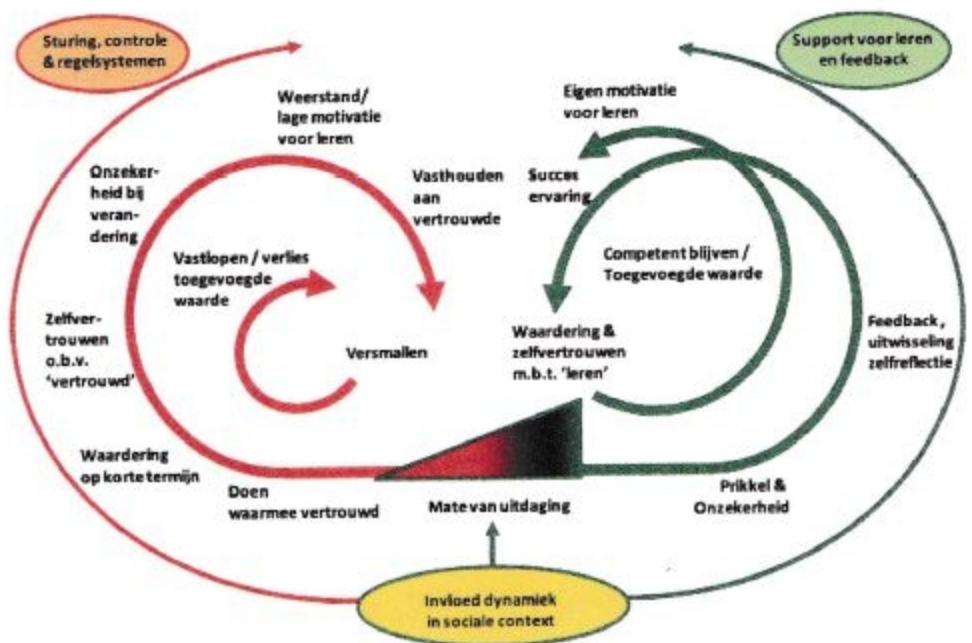 Sturing, controle
& regelsystemen
Support voor leren
en feedback
Weerstand/
lage motivatie
voor leren
Eigen motivatie
voor leren
Onzeker-
heid bij
veran-
dering
Vasthouden
aan
vertrouwde
Succes
ervaring
Vastlopen / verlies
toegevoegde
waarde
Competent blijven /
Toegevoegde waarde
Zelfver-
trouwen
o.b.v.
‘vertrouwd’
Versmallen
Waardering &
zelfvertrouwen
m.b.t. ‘leren’
Feedback,
uitwisseling
zelfreflectie
Waardering
op korte termijn
Doen
waarmee vertrouwd
Mate van uitdaging
Prikkel &
Onzekerheid
Invloed dynamiek
in sociale context